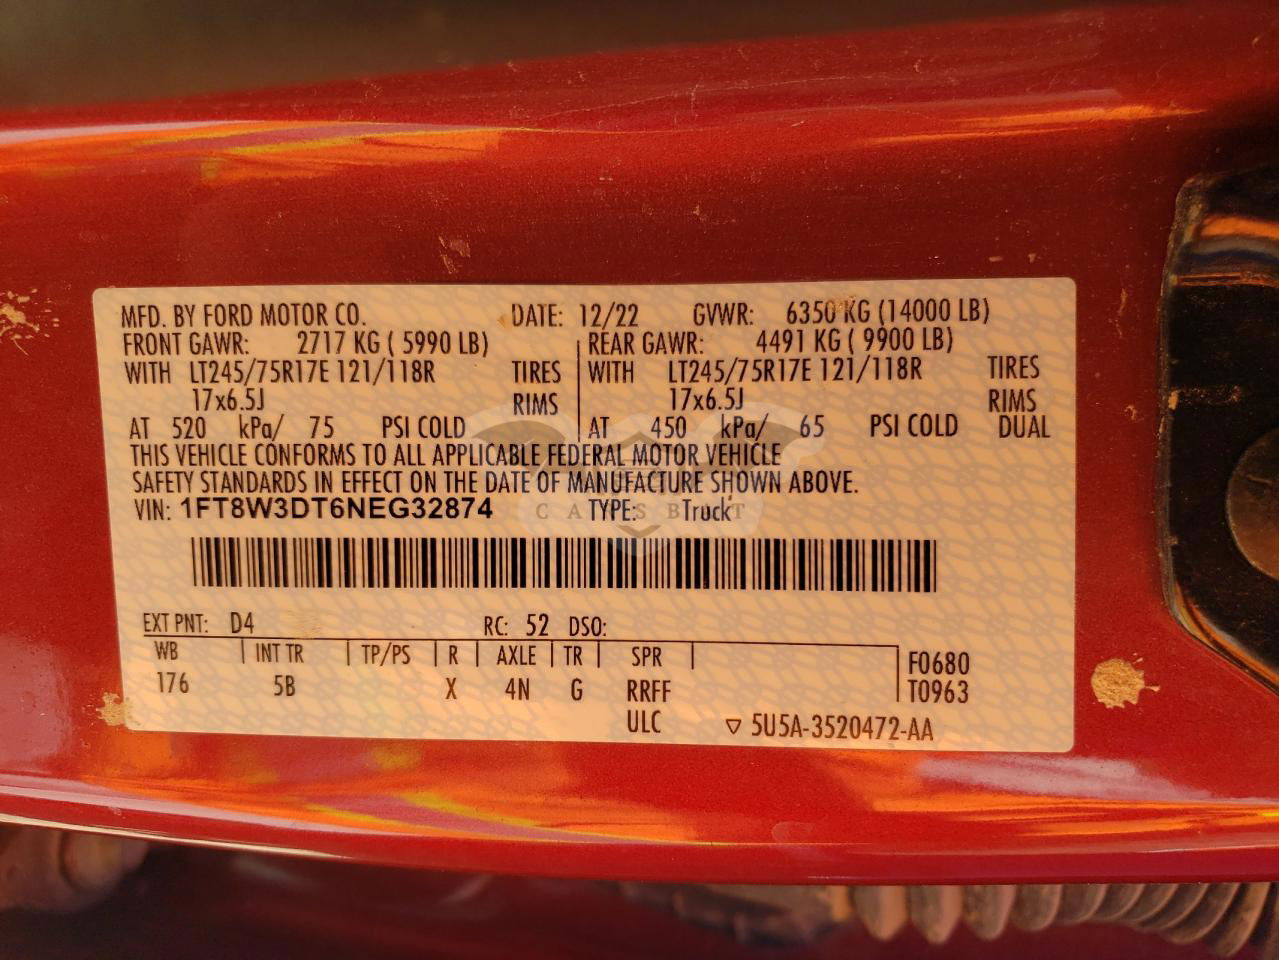 MFD. BY FORD MOTOR CO. DATE: 12/22 GVWR: 6350 KG (14000 LB)
FRONT GAWR: 2717 KG ( 5990 LB) REAR GAWR: 4491 KG ( 9900 LB)
WITH LT245/75R17E 121/118R TIRES WITH LT245/75R17E 121/118R TIRES
17x6.5J RIMS 17x6.5J RIMS
AT 520 kPa/ 75 PSI COLD AT 450 kPa/ 65 PSI COLD DUAL
THIS VEHICLE CONFORMS TO ALL APPLICABLE FEDERAL MOTOR VEHICLE
SAFETY STANDARDS IN EFFECT ON THE DATE OF MANUFACTURE SHOWN ABOVE.
VIN: 1FT8W3DT6NEG32874 TYPE: Truck
EXT PNT: D4 RC: 52 DSO:
WB INT TR TP/PS R AXLE TR SPR F0680
176 5B X 4N G RRFF T0963
ULC ▽ 5U5A-3520472-AA